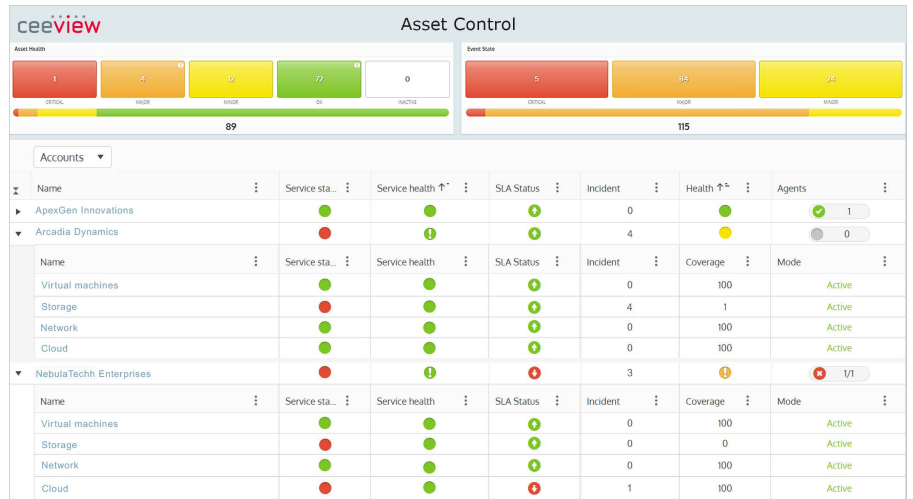 ceeview
Asset Control
Asset Health
Event State
1 4 12 72 0
5 84 24
CRITICAL MAJOR MINOR OK INACTIVE
CRITICAL MAJOR MINOR
89
115
Accounts
Name Service sta... Service health SLA Status Incident Health Agents
ApexGen Innovations 0 1
Arcadia Dynamics 4 0
Name Service sta... Service health SLA Status Incident Coverage Mode
Virtual machines 0 100 Active
Storage 4 1 Active
Network 0 100 Active
Cloud 0 100 Active
NebulaTechh Enterprises 3 1/1
Name Service sta... Service health SLA Status Incident Coverage Mode
Virtual machines 0 100 Active
Storage 0 0 Active
Network 0 100 Active
Cloud 1 100 Active